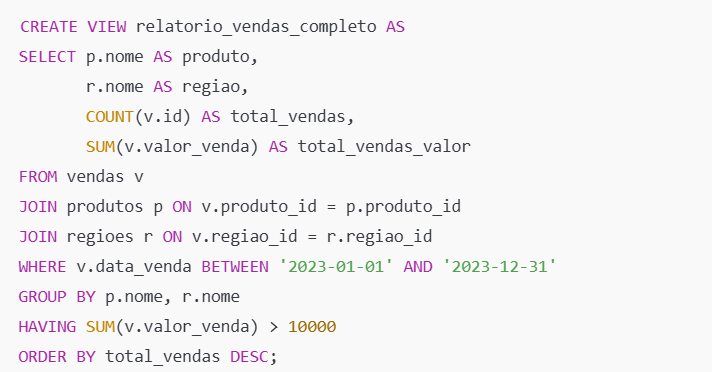 CREATE VIEW relatorio_vendas_completo AS
SELECT p.nome AS produto,
       r.nome AS regiao,
       COUNT(v.id) AS total_vendas,
       SUM(v.valor_venda) AS total_vendas_valor
FROM vendas v
JOIN produtos p ON v.produto_id = p.produto_id
JOIN regioes r ON v.regiao_id = r.regiao_id
WHERE v.data_venda BETWEEN '2023-01-01' AND '2023-12-31'
GROUP BY p.nome, r.nome
HAVING SUM(v.valor_venda) > 10000
ORDER BY total_vendas DESC;